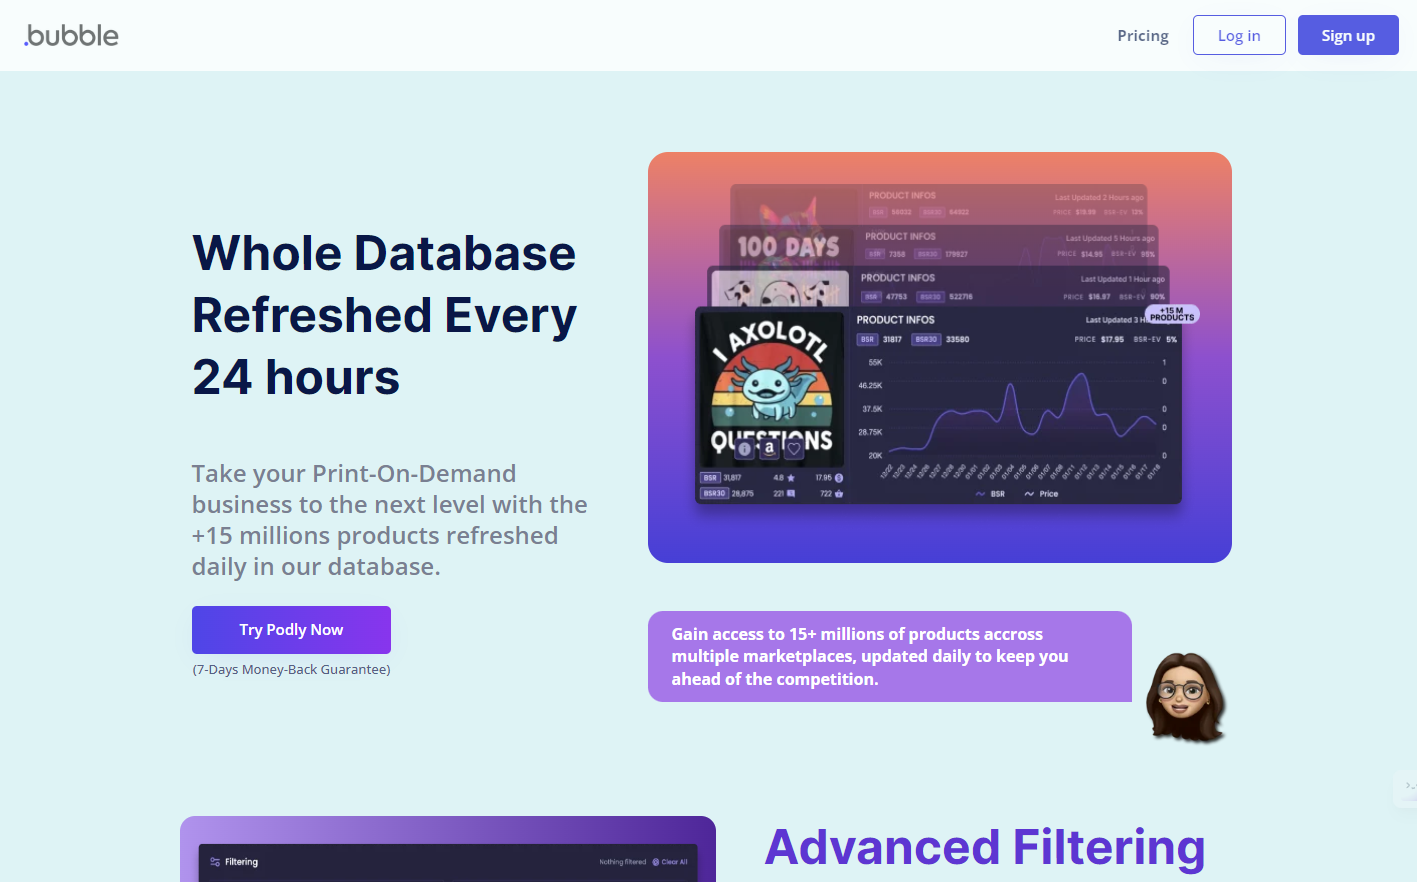 .bubble
Pricing
Log in
Sign up
Whole Database
Refreshed Every
24 hours
Take your Print-On-Demand
business to the next level with the
+15 millions products refreshed
daily in our database.
Try Podly Now
(7-Days Money-Back Guarantee)
PRODUCT INFOS
Last Updated 2 Hours ago
PRICE $19.99 BSR-EV 13%
100 DAYS
PRODUCT INFOS
Last Updated 5 Hours ago
BSR 7358 BSR30 179927
PRICE $14.95 BSR-EV 95%
PRODUCT INFOS
Last Updated 1 Hour ago
BSR 47753 BSR30 522716
PRICE $16.97 BSR-EV 90%
+15 M
PRODUCTS
I AXOLOTL
QUESTIONS
BSR 31,817 4.8 17.95
BSR30 28,875 221 722
PRODUCT INFOS
Last Updated 3 H
BSR 31817 BSR30 33580
PRICE $17.95 BSR-EV 5%
55K 1
46.25K 0
37.5K 0
28.75K 0
20K 0
BSR Price
Gain access to 15+ millions of products accross
multiple marketplaces, updated daily to keep you
ahead of the competition.
Filtering
Nothing filtered
Clear All
Advanced Filtering